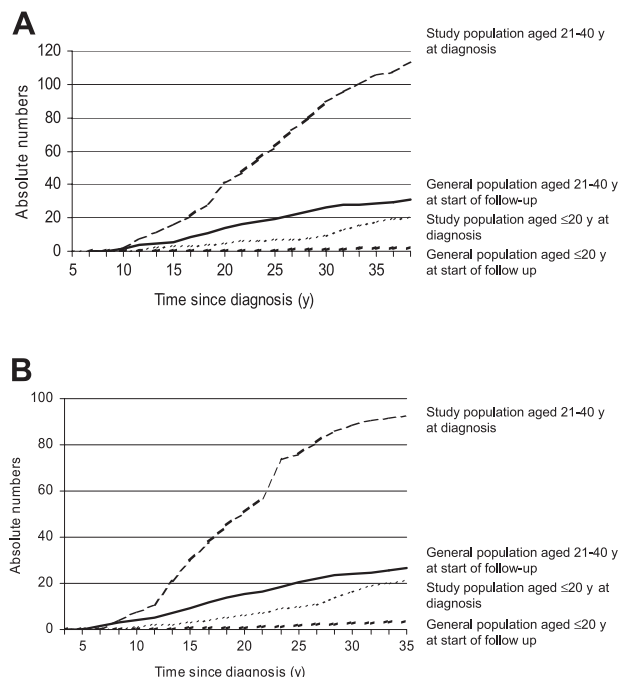 A
Study population aged 21-40 y
at diagnosis
120
100
80
60
40
20
0
Absolute numbers
General population aged 21-40 y
at start of follow-up
Study population aged ≤20 y at
diagnosis
General population aged ≤20 y
at start of follow up
5 10 15 20 25 30 35
Time since diagnosis (y)
B
100
80
60
40
20
0
Absolute numbers
Study population aged 21-40 y
at diagnosis
General population aged 21-40 y
at start of follow-up
Study population aged ≤20 y at
diagnosis
General population aged ≤20 y
at start of follow up
5 10 15 20 25 30 35
Time since diagnosis (y)